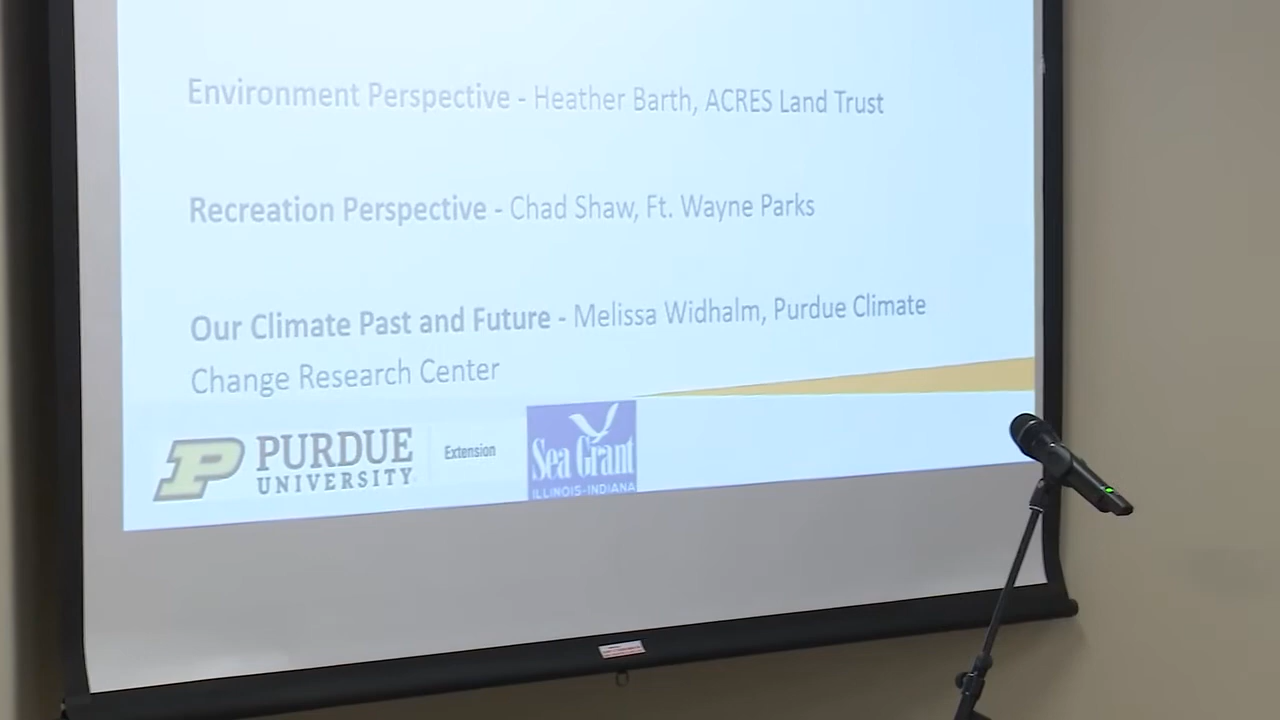 Environment Perspective - Heather Barth, ACRES Land Trust
Recreation Perspective - Chad Shaw, Ft. Wayne Parks
Our Climate Past and Future - Melissa Widhalm, Purdue Climate
Change Research Center
P PURDUE
UNIVERSITY
Extension
Sea Grant
ILLINOIS-INDIANA